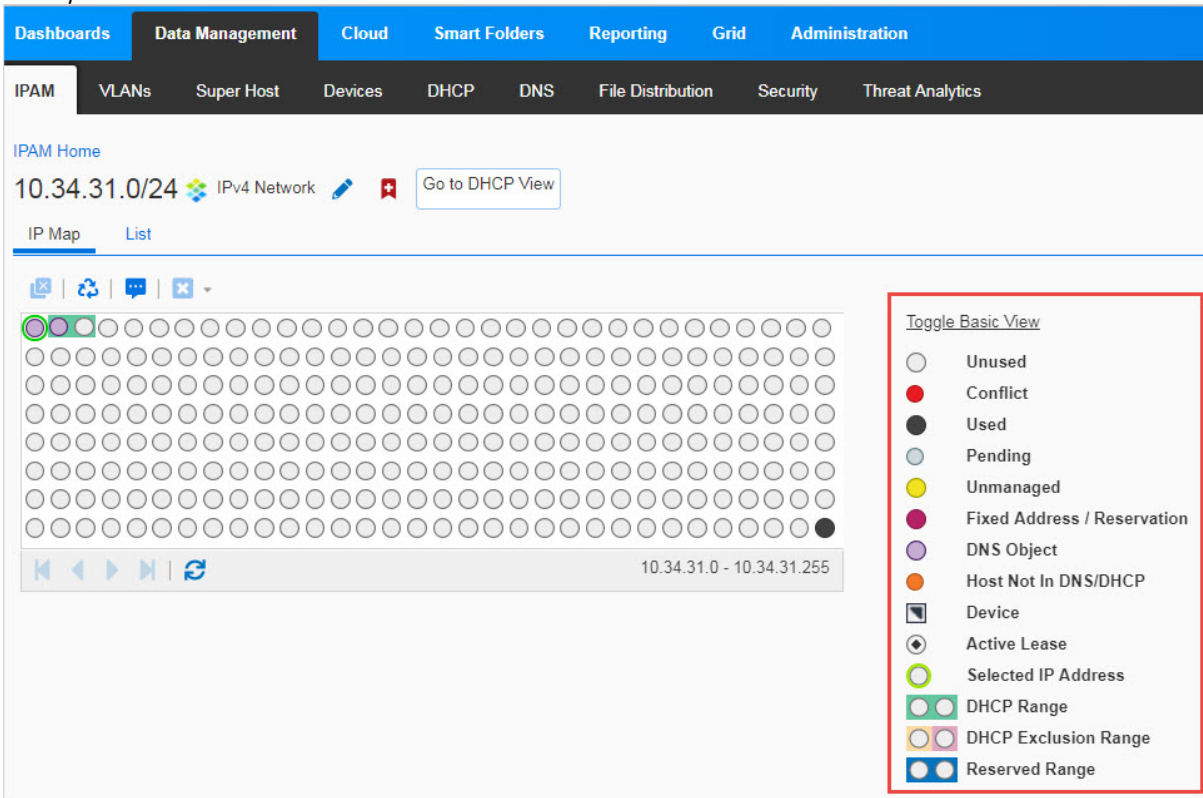 Dashboards Data Management Cloud Smart Folders Reporting Grid Administration
IPAM VLANs Super Host Devices DHCP DNS File Distribution Security Threat Analytics
IPAM Home
10.34.31.0/24 IPv4 Network Go to DHCP View
IP Map List
10.34.31.0 - 10.34.31.255
Toggle Basic View
Unused
Conflict
Used
Pending
Unmanaged
Fixed Address / Reservation
DNS Object
Host Not In DNS/DHCP
Device
Active Lease
Selected IP Address
DHCP Range
DHCP Exclusion Range
Reserved Range